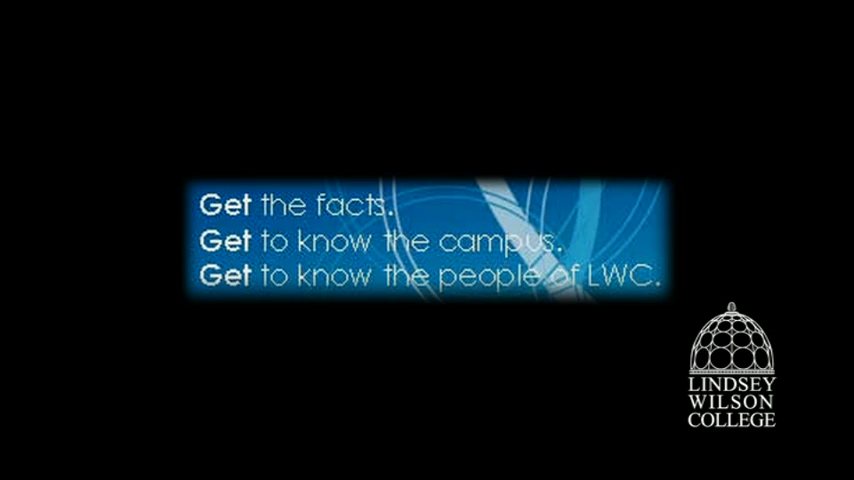 Get the facts.
Get to know the campus.
Get to know the people of LWC.
LINDSEY
WILSON
COLLEGE